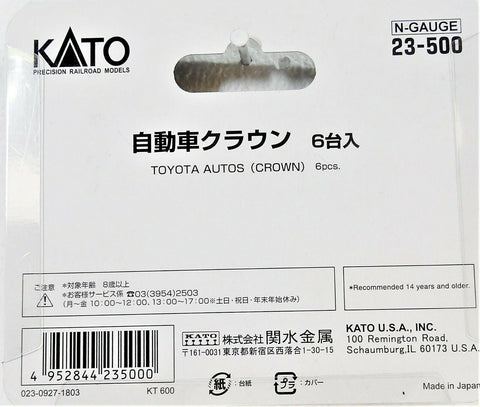 KATO
PRECISION RAILROAD MODELS
N-GAUGE
23-500
自動車クラウン 6台入
TOYOTA AUTOS (CROWN) 6pcs.
ご注意
*対象年齢 8歳以上
*お客様サービス係 ☎03(3954)2503
(月～金 10:00～12:00、13:00～17:00※土日・祝日・年末年始休み)
*Recommended 14 years and older.
KATO
株式会社 関水金属
〒161-0031東京都新宿区西落合1-30-15
KATO U.S.A., INC.
100 Remington Road,
Schaumburg,IL 60173 U.S.A.
4 952844 235000
023-0927-1803
KT 600
紙 :台紙
プラ :カバー
Made in Japan